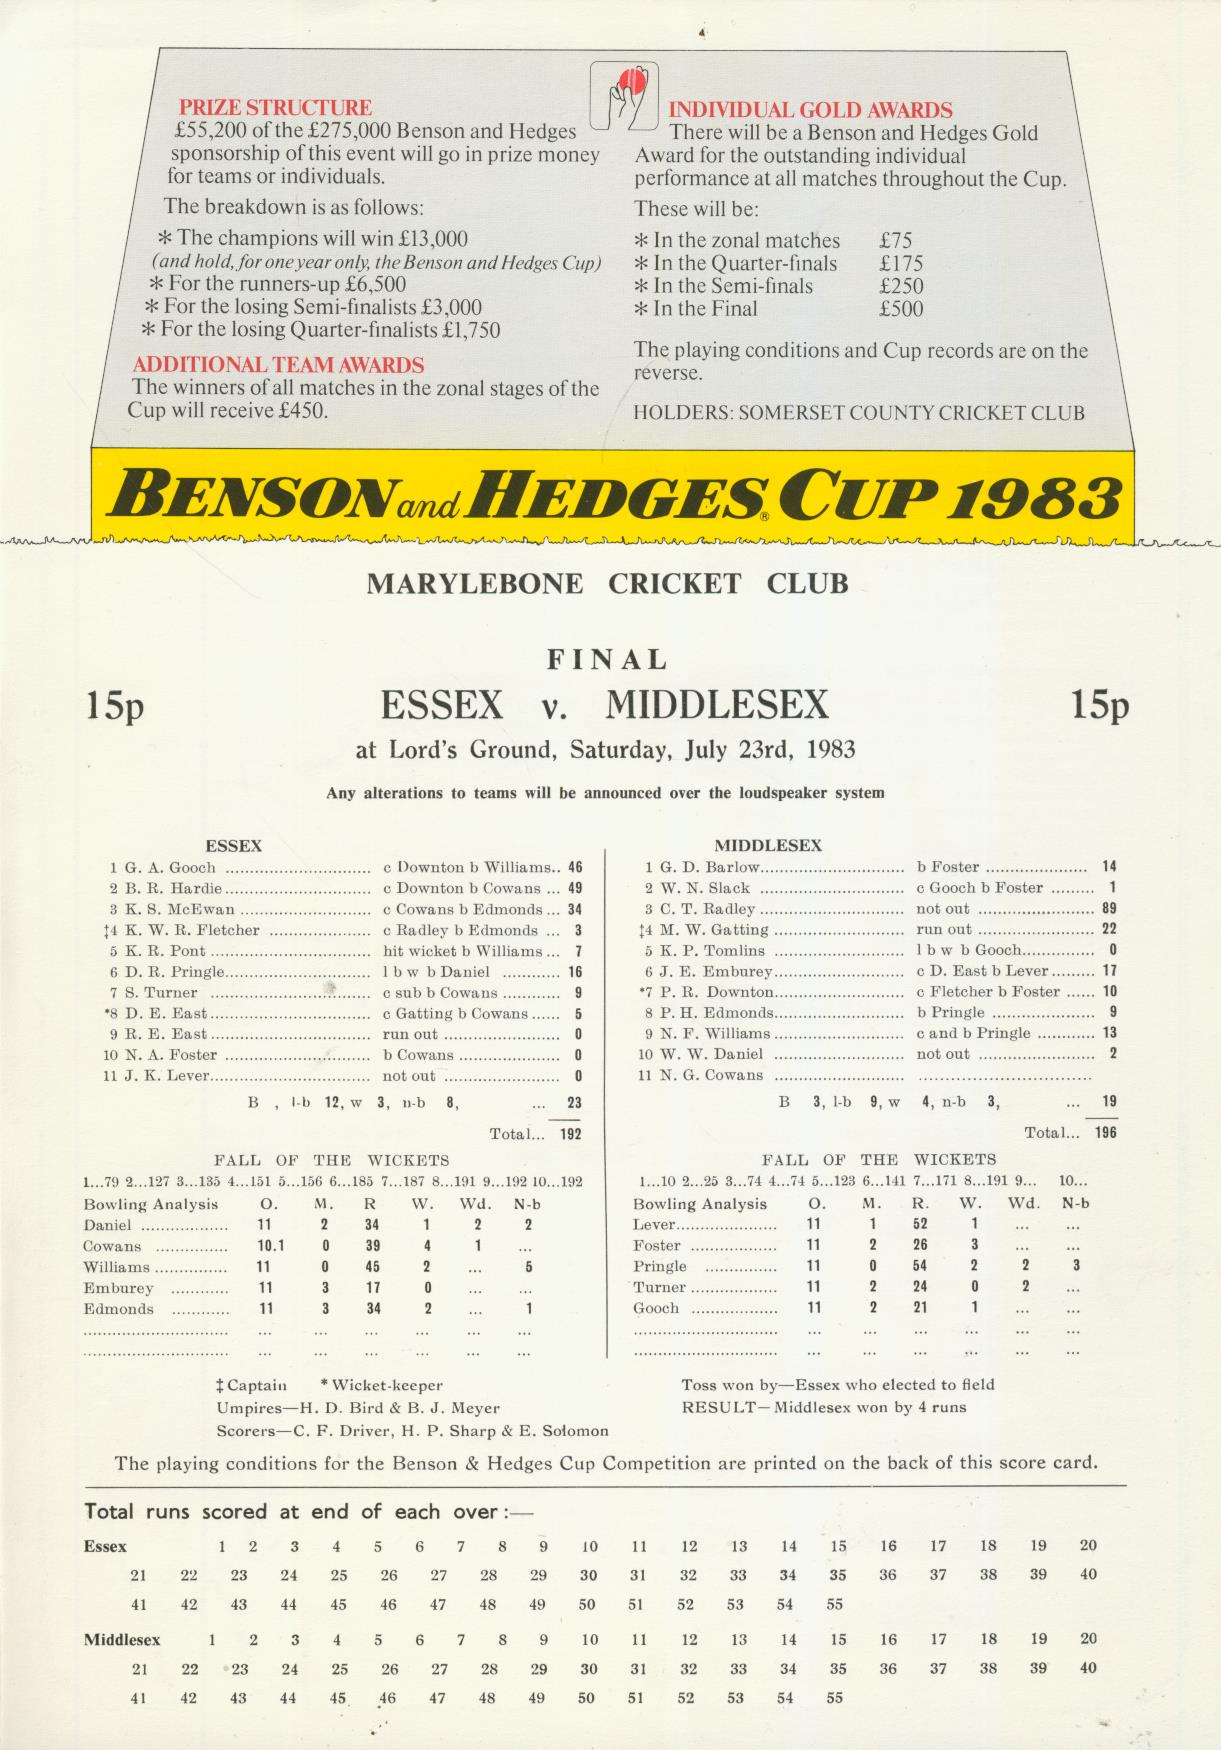 PRIZE STRUCTURE
£55,200 of the £275,000 Benson and Hedges
sponsorship of this event will go in prize money
for teams or individuals.
The breakdown is as follows:
* The champions will win £13,000
(and hold, for one year only, the Benson and Hedges Cup)
* For the runners-up £6,500
* For the losing Semi-finalists £3,000
* For the losing Quarter-finalists £1,750
ADDITIONAL TEAM AWARDS
The winners of all matches in the zonal stages of the
Cup will receive £450.
INDIVIDUAL GOLD AWARDS
There will be a Benson and Hedges Gold
Award for the outstanding individual
performance at all matches throughout the Cup.
These will be:
* In the zonal matches £75
* In the Quarter-finals £175
* In the Semi-finals £250
* In the Final £500
The playing conditions and Cup records are on the
reverse.
HOLDERS: SOMERSET COUNTY CRICKET CLUB
BENSON and HEDGES® CUP 1983
MARYLEBONE CRICKET CLUB
FINAL
15p ESSEX v. MIDDLESEX 15p
at Lord's Ground, Saturday, July 23rd, 1983
Any alterations to teams will be announced over the loudspeaker system
ESSEX
1 G. A. Gooch ... c Downton b Williams.. 46
2 B. R. Hardie ... c Downton b Cowans ... 49
3 K. S. McEwan ... c Cowans b Edmonds ... 34
‡4 K. W. R. Fletcher ... c Radley b Edmonds ... 3
5 K. R. Pont ... hit wicket b Williams ... 7
6 D. R. Pringle ... l b w b Daniel ... 16
7 S. Turner ... c sub b Cowans ... 9
*8 D. E. East ... c Gatting b Cowans ... 5
9 R. E. East ... run out ... 0
10 N. A. Foster ... b Cowans ... 0
11 J. K. Lever ... not out ... 0
B , l-b 12, w 3, n-b 8, ... 23
Total... 192
FALL OF THE WICKETS
1...79 2...127 3...135 4...151 5...156 6...185 7...187 8...191 9...192 10...192
Bowling Analysis O. M. R W. Wd. N-b
Daniel ... 11 2 34 1 2 2
Cowans ... 10.1 0 39 4 1 ...
Williams ... 11 0 45 2 ... 5
Emburey ... 11 3 17 0 ... ...
Edmonds ... 11 3 34 2 ... 1
MIDDLESEX
1 G. D. Barlow ... b Foster ... 14
2 W. N. Slack ... c Gooch b Foster ... 1
3 C. T. Radley ... not out ... 89
‡4 M. W. Gatting ... run out ... 22
5 K. P. Tomlins ... l b w b Gooch ... 0
6 J. E. Emburey ... c D. East b Lever ... 17
*7 P. R. Downton ... c Fletcher b Foster ... 10
8 P. H. Edmonds ... b Pringle ... 9
9 N. F. Williams ... c and b Pringle ... 13
10 W. W. Daniel ... not out ... 2
11 N. G. Cowans ...
B 3, l-b 9, w 4, n-b 3, ... 19
Total... 196
FALL OF THE WICKETS
1...10 2...25 3...74 4...74 5...123 6...141 7...171 8...191 9... 10...
Bowling Analysis O. M. R. W. Wd. N-b
Lever ... 11 1 52 1 ... ...
Foster ... 11 2 26 3 ... ...
Pringle ... 11 0 54 2 2 3
Turner ... 11 2 24 0 2 ...
Gooch ... 11 2 21 1 ... ...
‡ Captain * Wicket-keeper
Umpires—H. D. Bird & B. J. Meyer
Scorers—C. F. Driver, H. P. Sharp & E. Solomon
Toss won by—Essex who elected to field
RESULT—Middlesex won by 4 runs
The playing conditions for the Benson & Hedges Cup Competition are printed on the back of this score card.
Total runs scored at end of each over:—
Essex 1 2 3 4 5 6 7 8 9 10 11 12 13 14 15 16 17 18 19 20
21 22 23 24 25 26 27 28 29 30 31 32 33 34 35 36 37 38 39 40
41 42 43 44 45 46 47 48 49 50 51 52 53 54 55
Middlesex 1 2 3 4 5 6 7 8 9 10 11 12 13 14 15 16 17 18 19 20
21 22 23 24 25 26 27 28 29 30 31 32 33 34 35 36 37 38 39 40
41 42 43 44 45 46 47 48 49 50 51 52 53 54 55